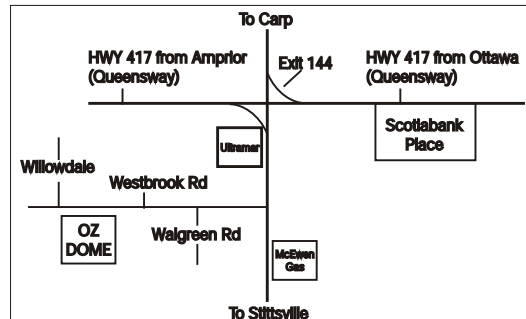 To Carp
HWY 417 from Arnprior
(Queensway)
Exit 144
HWY 417 from Ottawa
(Queensway)
Scotiabank
Place
Ultramar
Willowdale
Westbrook Rd
OZ
DOME
Walgreen Rd
McEwen
Gas
To Stittsville